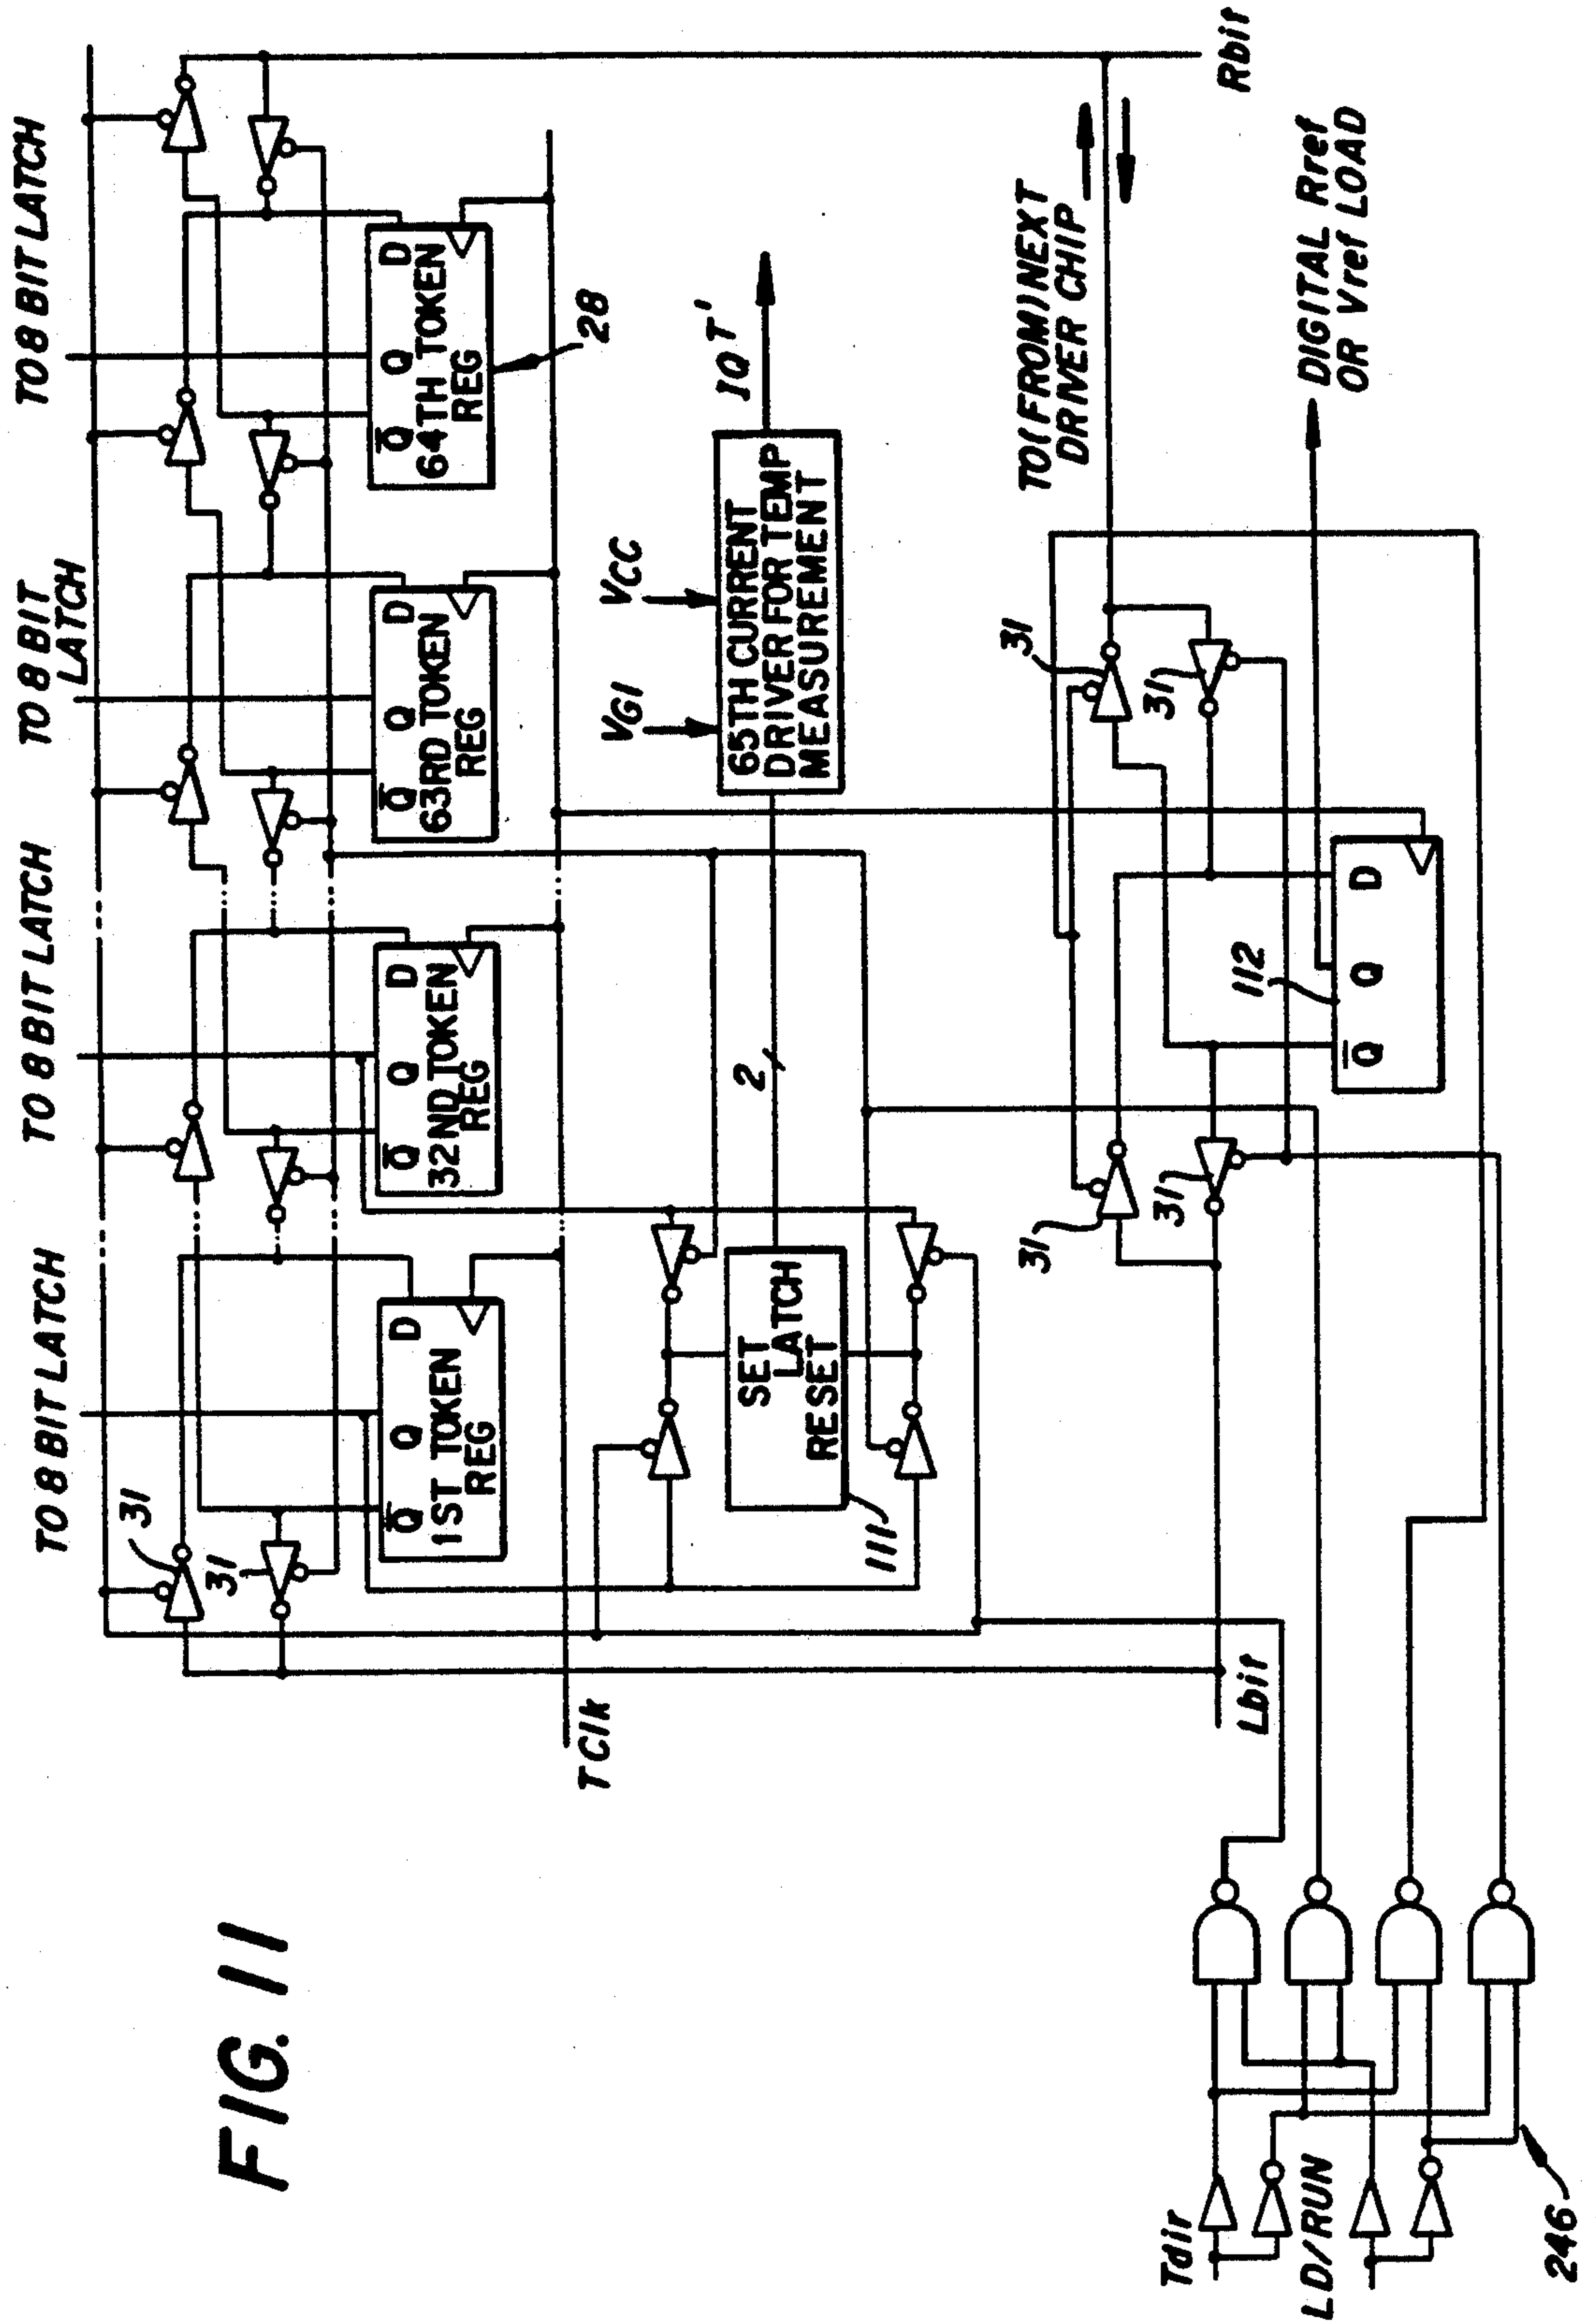 TO 8 BIT LATCH
TO 8 BIT LATCH
TO 8 BIT
LATCH
TO 8 BIT LATCH
31
31
Q̅ Q D
1ST TOKEN
REG
Q̅ Q D
32ND TOKEN
REG
Q̅ Q D
63RD TOKEN
REG
Q̅ Q D
64TH TOKEN
REG
28
TClk
SET
LATCH
RESET
111
2
VGI
VCC
65TH CURRENT
DRIVER FOR TEMP
MEASUREMENT
IQT'
TO(FROM)NEXT
DRIVER CHIP
Rbit
Lbit
31
31
31
31
112
Q̅ Q D
DIGITAL Rref
OR Vref LOAD
Tdir
LD/RUN
246
FIG. 11